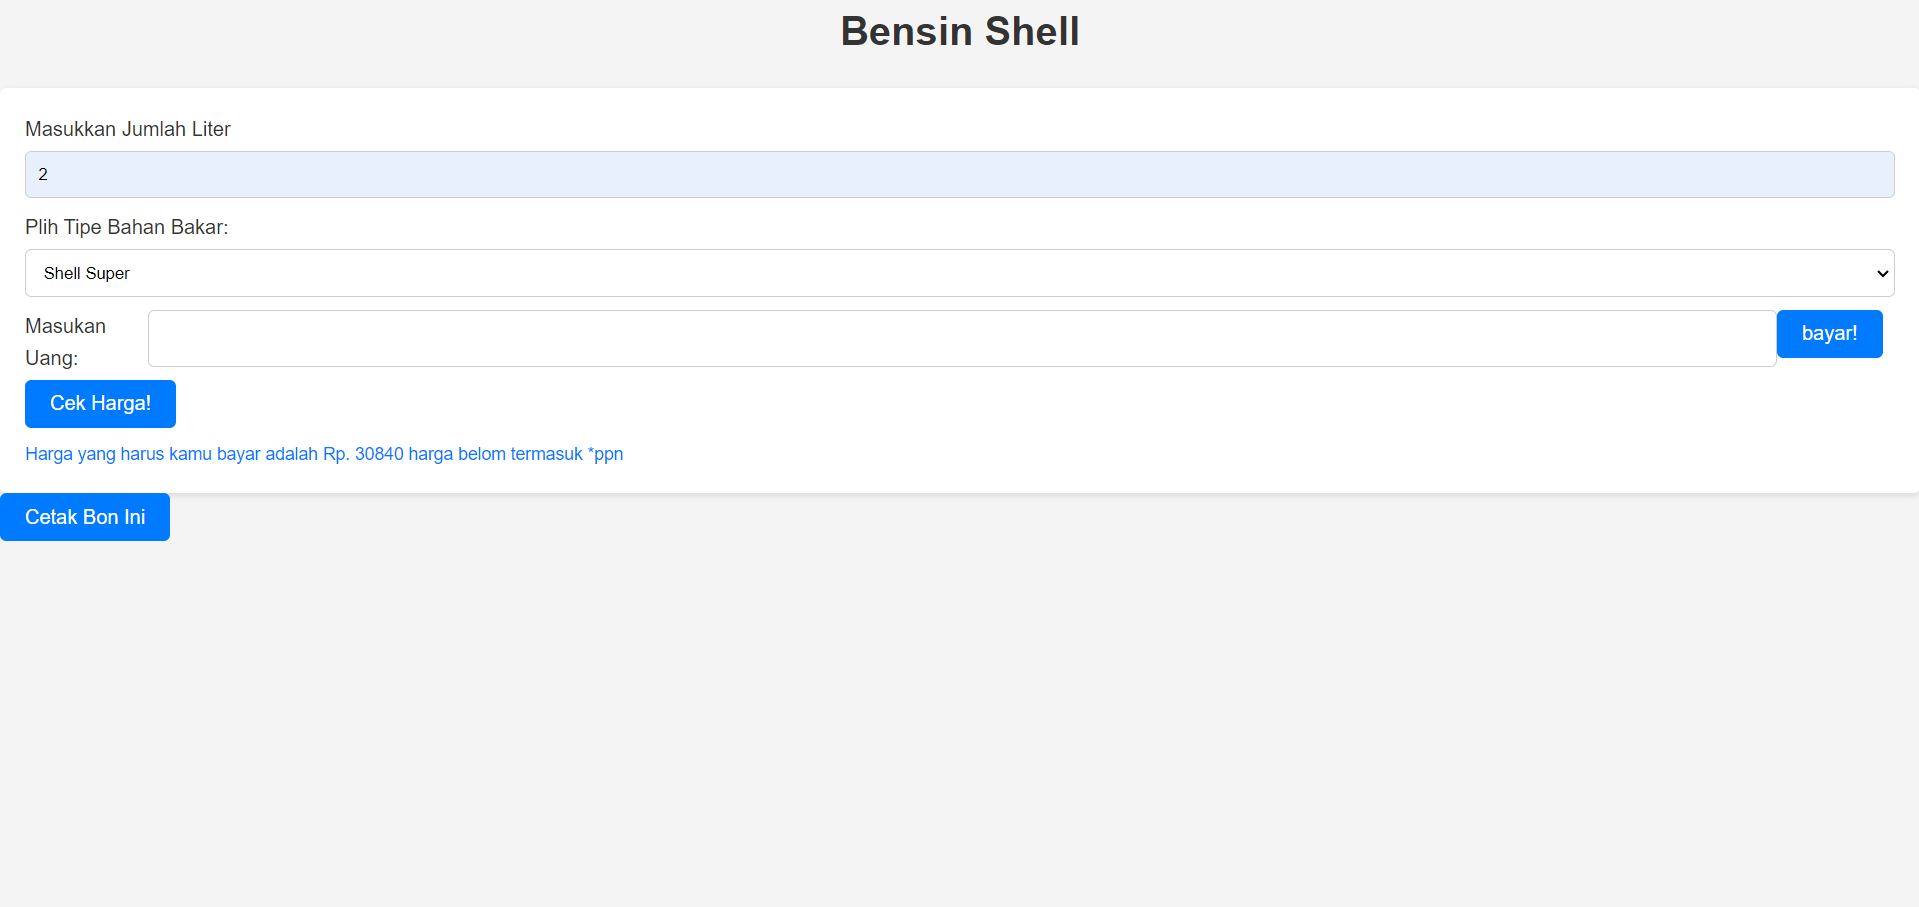 Bensin Shell
Masukkan Jumlah Liter
2
Plih Tipe Bahan Bakar:
Shell Super
Masukan
Uang:
bayar!
Cek Harga!
Harga yang harus kamu bayar adalah Rp. 30840 harga belom termasuk *ppn
Cetak Bon Ini